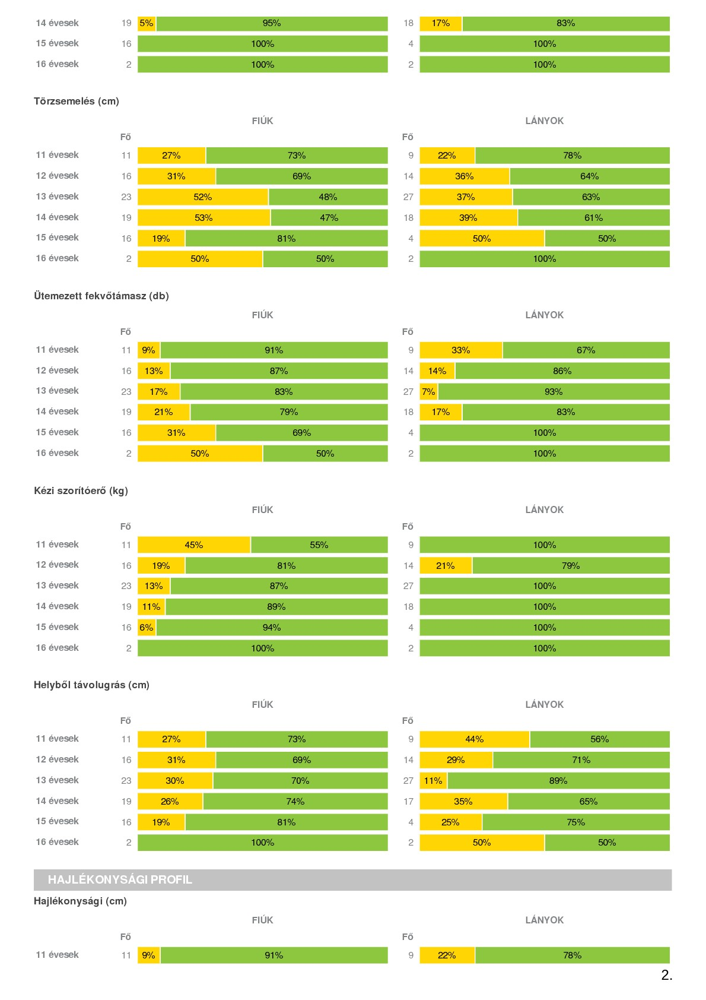 14 évesek 19 5% 95% 18 17% 83%
15 évesek 16 100% 4 100%
16 évesek 2 100% 2 100%
Törzsemelés (cm)
FIÚK LÁNYOK
Fő Fő
11 évesek 11 27% 73% 9 22% 78%
12 évesek 16 31% 69% 14 36% 64%
13 évesek 23 52% 48% 27 37% 63%
14 évesek 19 53% 47% 18 39% 61%
15 évesek 16 19% 81% 4 50% 50%
16 évesek 2 50% 50% 2 100%
Ütemezett fekvőtámasz (db)
FIÚK LÁNYOK
Fő Fő
11 évesek 11 9% 91% 9 33% 67%
12 évesek 16 13% 87% 14 14% 86%
13 évesek 23 17% 83% 27 7% 93%
14 évesek 19 21% 79% 18 17% 83%
15 évesek 16 31% 69% 4 100%
16 évesek 2 50% 50% 2 100%
Kézi szorítóerő (kg)
FIÚK LÁNYOK
Fő Fő
11 évesek 11 45% 55% 9 100%
12 évesek 16 19% 81% 14 21% 79%
13 évesek 23 13% 87% 27 100%
14 évesek 19 11% 89% 18 100%
15 évesek 16 6% 94% 4 100%
16 évesek 2 100% 2 100%
Helyből távolugrás (cm)
FIÚK LÁNYOK
Fő Fő
11 évesek 11 27% 73% 9 44% 56%
12 évesek 16 31% 69% 14 29% 71%
13 évesek 23 30% 70% 27 11% 89%
14 évesek 19 26% 74% 17 35% 65%
15 évesek 16 19% 81% 4 25% 75%
16 évesek 2 100% 2 50% 50%
HAJLÉKONYSÁGI PROFIL
Hajlékonysági (cm)
FIÚK LÁNYOK
Fő Fő
11 évesek 11 9% 91% 9 22% 78%
2.